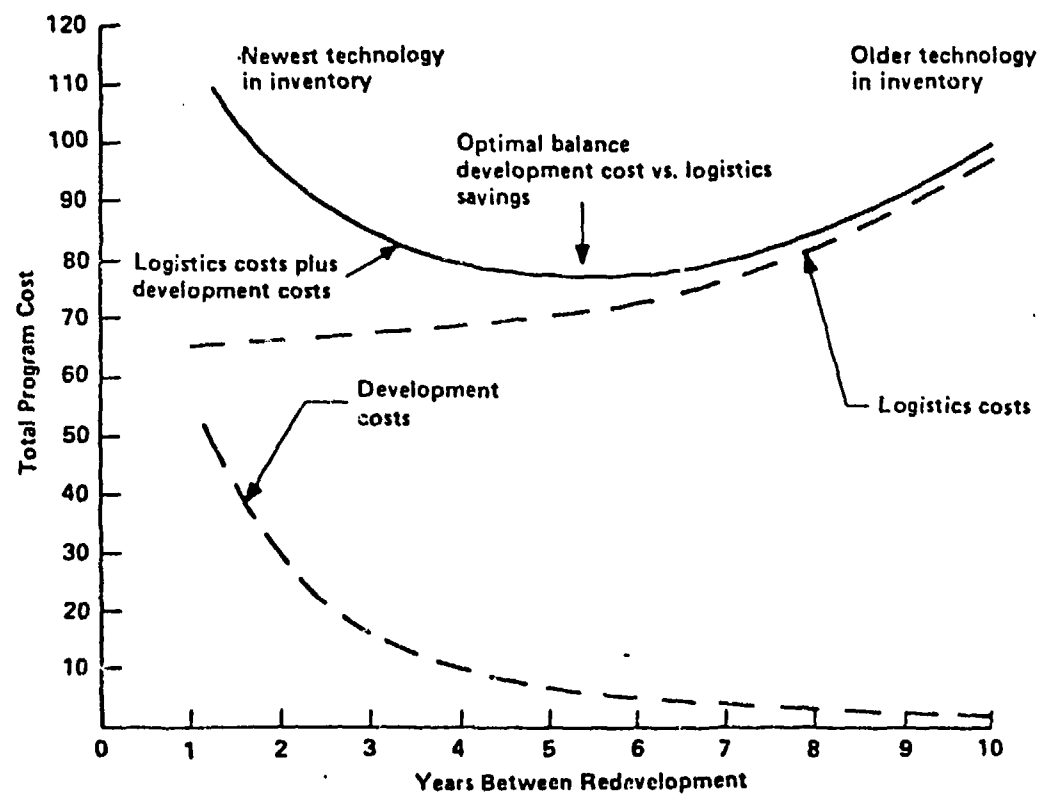 120
110
100
90
80
70
60
50
40
30
20
10
Total Program Cost
Newest technology
in inventory
Older technology
in inventory
Optimal balance
development cost vs. logistics
savings
Logistics costs plus
development costs
Development
costs
Logistics costs
0 1 2 3 4 5 6 7 8 9 10
Years Between Redevelopment